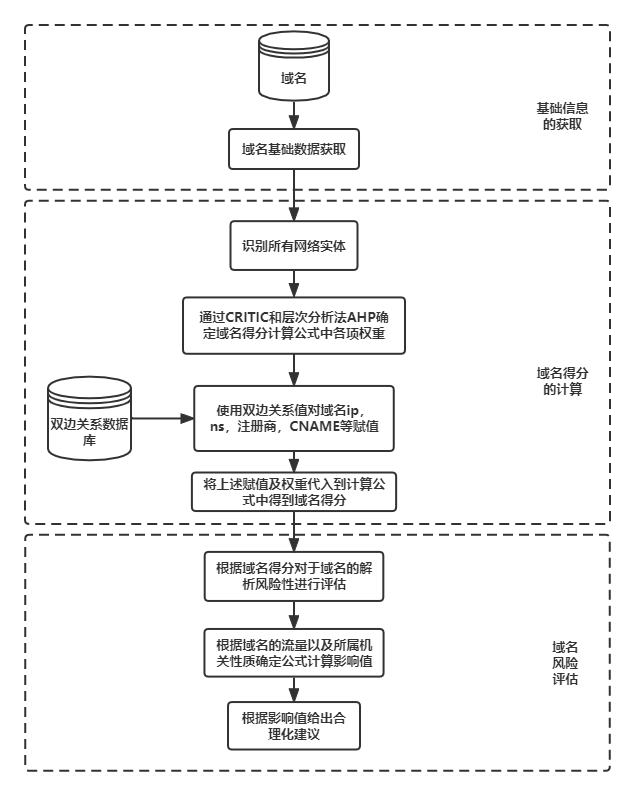 域名
基础信息
的获取
域名基础数据获取
识别所有网络实体
通过CRITIC和层次分析法AHP确
定域名得分计算公式中各项权重
域名得分
的计算
双边关系数据
库
使用双边关系值对域名ip，
ns，注册商，CNAME等赋值
将上述赋值及权重代入到计算公
式中得到域名得分
根据域名得分对于域名的解
析风险性进行评估
根据域名的流量以及所属机
关性质确定公式计算影响值
域名
风险
评估
根据影响值给出合
理化建议